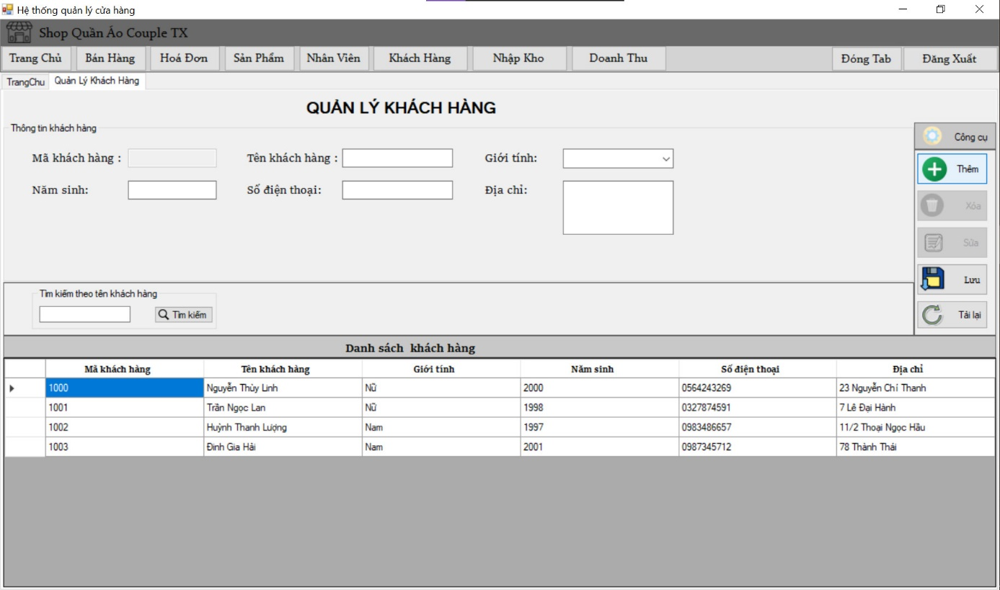 Hệ thống quản lý cửa hàng
Shop Quần Áo Couple TX
Trang Chủ Bán Hàng Hoá Đơn Sản Phẩm Nhân Viên Khách Hàng Nhập Kho Doanh Thu Đóng Tab Đăng Xuất
TrangChu Quản Lý Khách Hàng
QUẢN LÝ KHÁCH HÀNG
Thông tin khách hàng
Công cụ
Mã khách hàng : Tên khách hàng : Giới tính:
Thêm
Năm sinh: Số điện thoại: Địa chỉ:
Xóa
Sửa
Lưu
Tìm kiếm theo tên khách hàng
Tìm kiếm
Tải lại
Danh sách khách hàng
Mã khách hàng Tên khách hàng Giới tính Năm sinh Số điện thoại Địa chỉ
1000 Nguyễn Thùy Linh Nữ 2000 0564243269 23 Nguyễn Chí Thanh
1001 Trần Ngọc Lan Nữ 1998 0327874591 7 Lê Đại Hành
1002 Huỳnh Thanh Lượng Nam 1997 0983486657 11/2 Thoại Ngọc Hầu
1003 Đinh Gia Hải Nam 2001 0987345712 78 Thành Thái